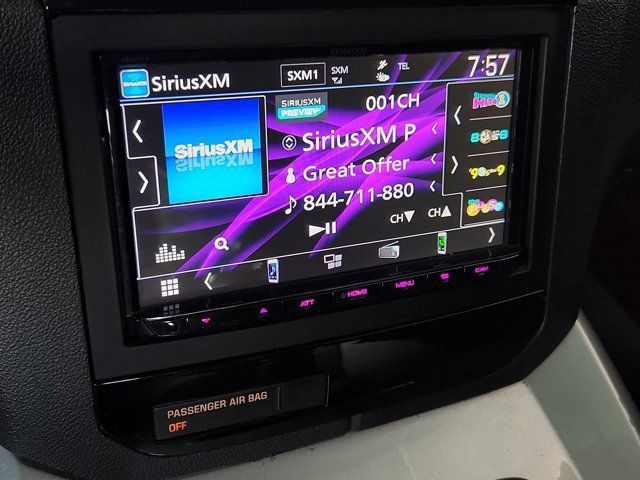 KENWOOD
SiriusXM
SXM1
SXM
TEL
7:57
SIRIUSXM
PREVIEW
001CH
SiriusXM
SiriusXM P
Great Offer
844-711-880
CH▼
CH▲
ATT
HOME
MENU
CAM
PASSENGER AIR BAG
OFF